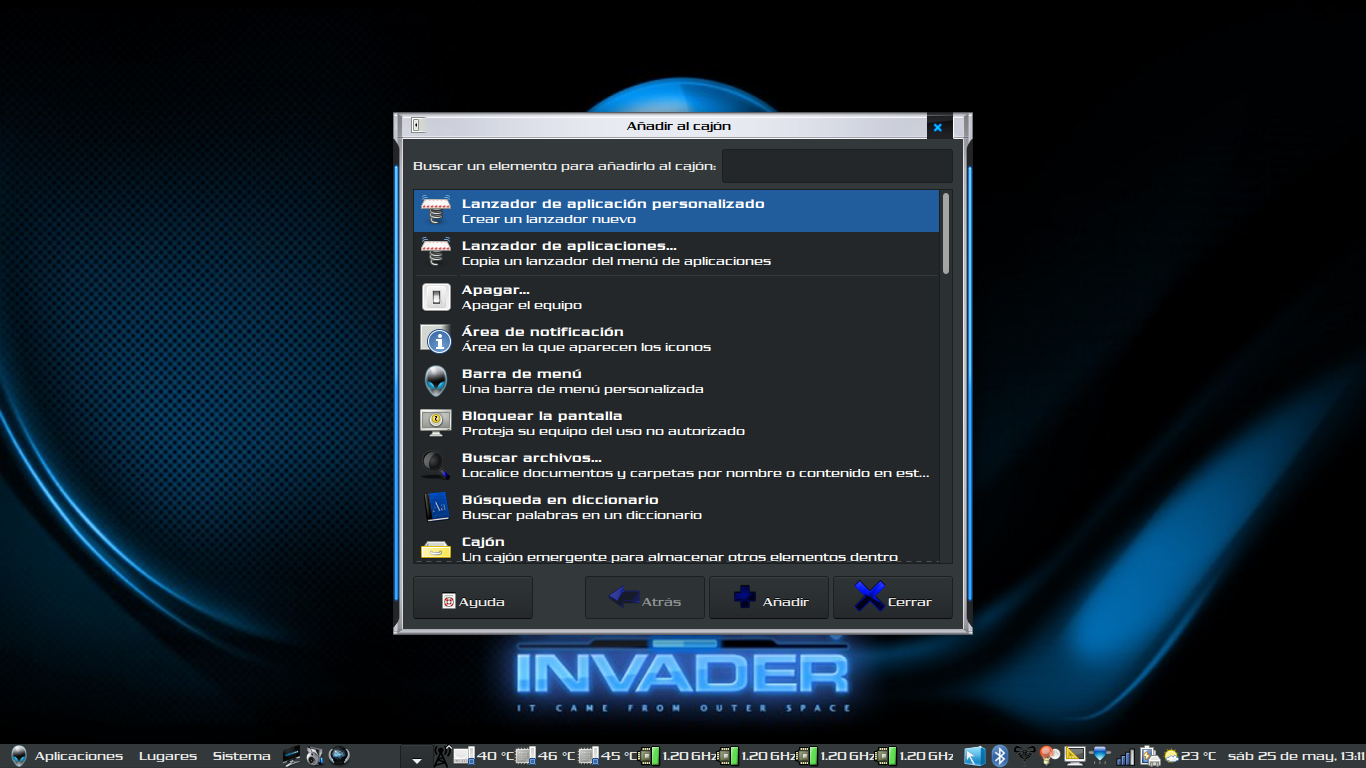 Añadir al cajón
Buscar un elemento para añadirlo al cajón:
Lanzador de aplicación personalizado
Crear un lanzador nuevo
Lanzador de aplicaciones...
Copia un lanzador del menú de aplicaciones
Apagar...
Apagar el equipo
Área de notificación
Área en la que aparecen los iconos
Barra de menú
Una barra de menú personalizada
Bloquear la pantalla
Proteja su equipo del uso no autorizado
Buscar archivos...
Localice documentos y carpetas por nombre o contenido en est...
Aa
Búsqueda en diccionario
Buscar palabras en un diccionario
Cajón
Un cajón emergente para almacenar otros elementos dentro
Ayuda Atrás Añadir Cerrar
INVADER
IT CAME FROM OUTER SPACE
Aplicaciones Lugares Sistema 40 °C 46 °C 45 °C 1.20 GHz 1.20 GHz 1.20 GHz 1.20 GHz 23 °C sáb 25 de may, 13:11